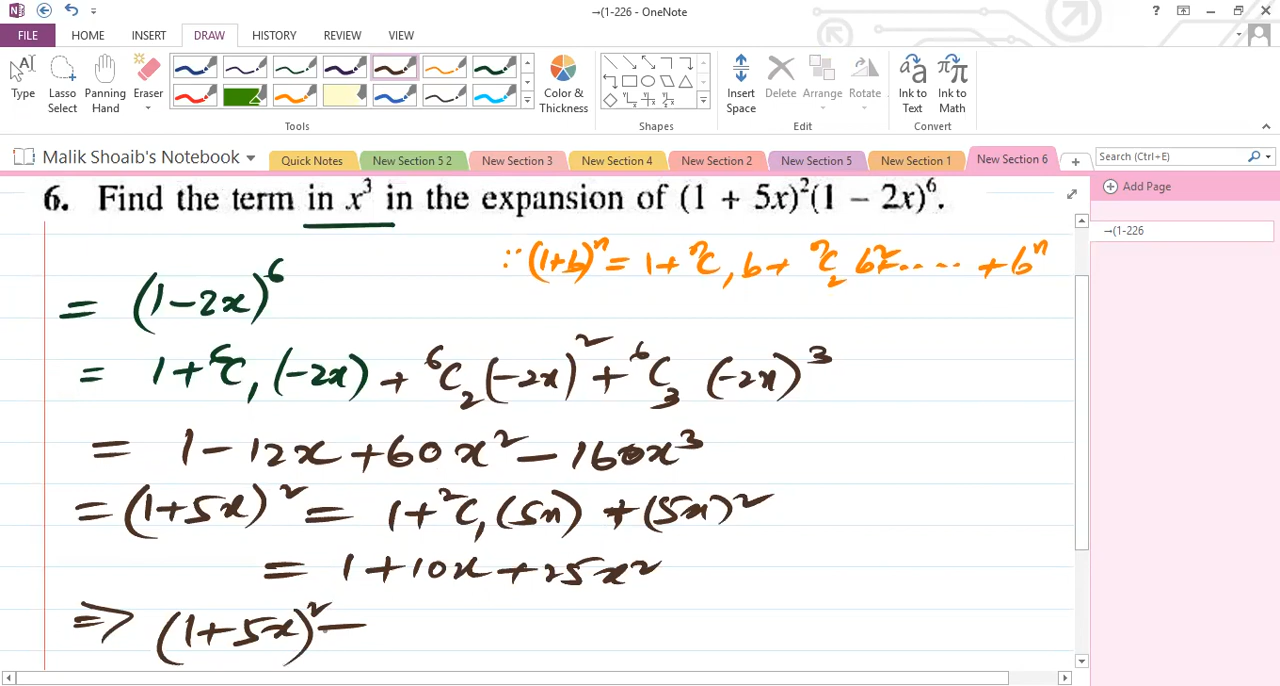 →(1-226 - OneNote
FILE HOME INSERT DRAW HISTORY REVIEW VIEW
Type Lasso Select Panning Hand Eraser Color & Thickness Insert Space Delete Arrange Rotate Ink to Text Ink to Math
Tools Shapes Edit Convert
Malik Shoaib's Notebook Quick Notes New Section 5 2 New Section 3 New Section 4 New Section 2 New Section 5 New Section 1 New Section 6 Search (Ctrl+E)
Add Page
→(1-226
6. Find the term in x³ in the expansion of (1 + 5x)²(1 − 2x)⁶.
∵ (1+b)ⁿ = 1 + ⁿC₁ b + ⁿC₂ b² ..... + bⁿ
= (1-2x)⁶
= 1 + ⁶C₁ (-2x) + ⁶C₂ (-2x)² + ⁶C₃ (-2x)³
= 1 - 12x + 60x² - 160x³
= (1+5x)² = 1 + ²C₁ (5x) + (5x)²
= 1 + 10x + 25x²
=> (1+5x)² -